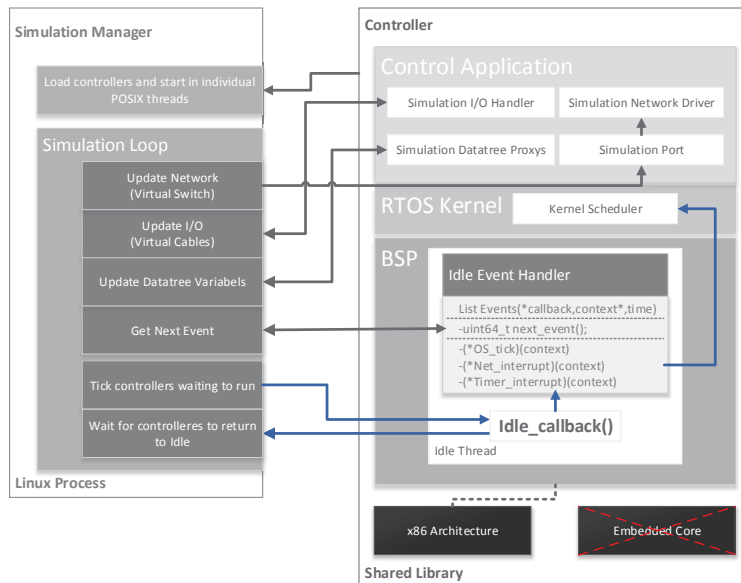 Simulation Manager
Load controllers and start in individual
POSIX threads
Simulation Loop
Update Network
(Virtual Switch)
Update I/O
(Virtual Cables)
Update Datatree Variabels
Get Next Event
Tick controllers waiting to run
Wait for controlleres to return
to Idle
Linux Process
Controller
Control Application
Simulation I/O Handler
Simulation Network Driver
Simulation Datatree Proxys
Simulation Port
RTOS Kernel
Kernel Scheduler
BSP
Idle Event Handler
List Events(*callback,context*,time)
-uint64_t next_event();
-(*OS_tick)(context)
-(*Net_interrupt)(context)
-(*Timer_interrupt)(context)
Idle_callback()
Idle Thread
x86 Architecture
Embedded Core
Shared Library